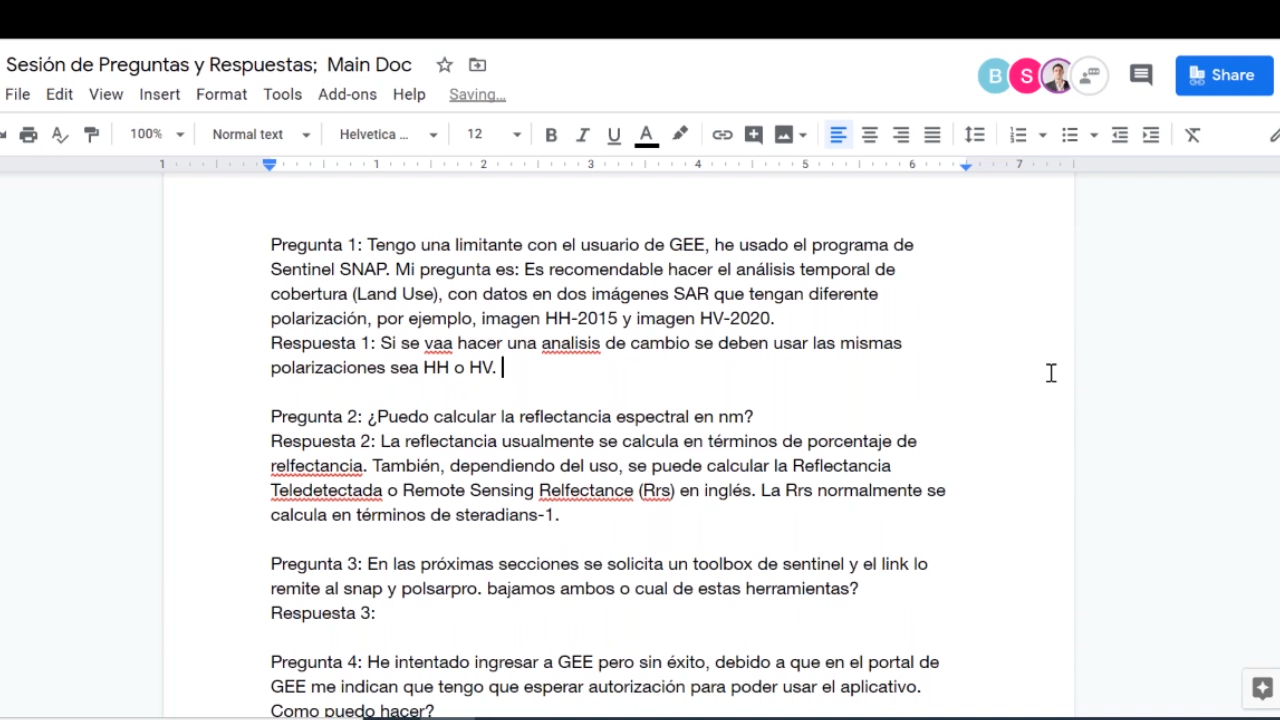 Sesión de Preguntas y Respuestas;  Main Doc
B S
Share
File Edit View Insert Format Tools Add-ons Help Saving...
100% Normal text Helvetica ... 12 B I U A
1 1 2 3 4 5 6 7
Pregunta 1: Tengo una limitante con el usuario de GEE, he usado el programa de
Sentinel SNAP. Mi pregunta es: Es recomendable hacer el análisis temporal de
cobertura (Land Use), con datos en dos imágenes SAR que tengan diferente
polarización, por ejemplo, imagen HH-2015 y imagen HV-2020.
Respuesta 1: Si se vaa hacer una analisis de cambio se deben usar las mismas
polarizaciones sea HH o HV.
Pregunta 2: ¿Puedo calcular la reflectancia espectral en nm?
Respuesta 2: La reflectancia usualmente se calcula en términos de porcentaje de
relfectancia. También, dependiendo del uso, se puede calcular la Reflectancia
Teledetectada o Remote Sensing Relfectance (Rrs) en inglés. La Rrs normalmente se
calcula en términos de steradians-1.
Pregunta 3: En las próximas secciones se solicita un toolbox de sentinel y el link lo
remite al snap y polsarpro. bajamos ambos o cual de estas herramientas?
Respuesta 3:
Pregunta 4: He intentado ingresar a GEE pero sin éxito, debido a que en el portal de
GEE me indican que tengo que esperar autorización para poder usar el aplicativo.
Como puedo hacer?